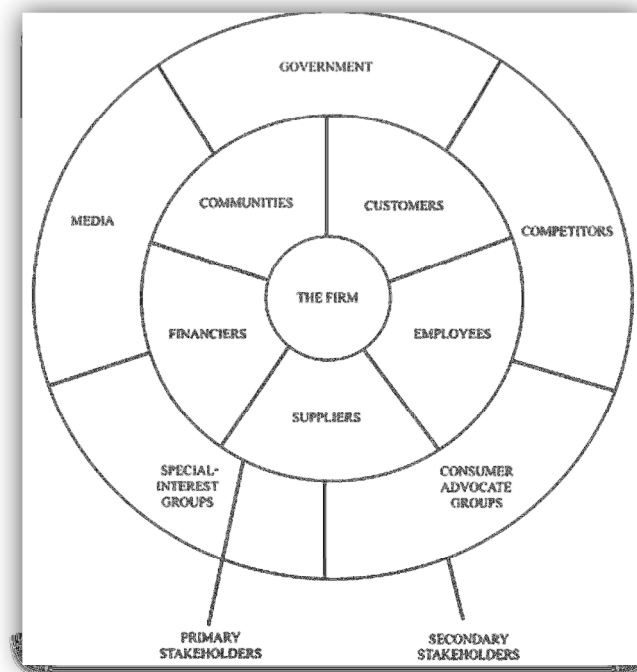 GOVERNMENT
COMMUNITIES
CUSTOMERS
MEDIA
COMPETITORS
THE FIRM
FINANCIERS
EMPLOYEES
SUPPLIERS
SPECIAL-
INTEREST
GROUPS
CONSUMER
ADVOCATE
GROUPS
PRIMARY
STAKEHOLDERS
SECONDARY
STAKEHOLDERS